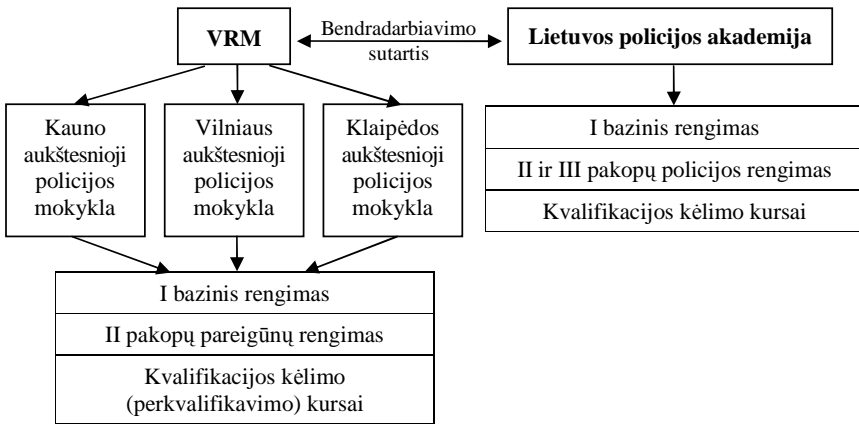 VRM
Bendradarbiavimo
sutartis
Lietuvos policijos akademija
Kauno
aukštesnioji
policijos
mokykla
Vilniaus
aukštesnioji
policijos
mokykla
Klaipėdos
aukštesnioji
policijos
mokykla
I bazinis rengimas
II ir III pakopų policijos rengimas
Kvalifikacijos kėlimo kursai
I bazinis rengimas
II pakopų pareigūnų rengimas
Kvalifikacijos kėlimo
(perkvalifikavimo) kursai